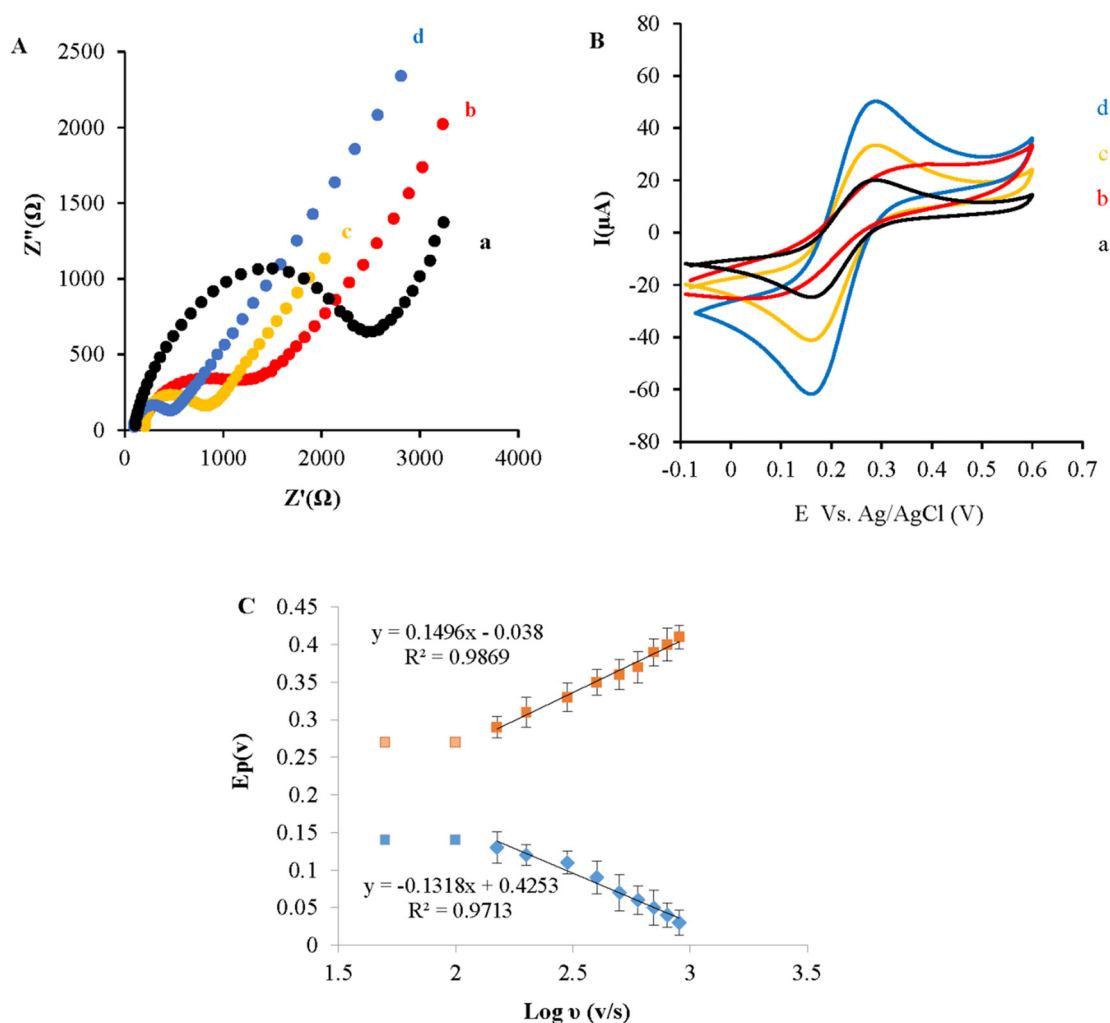 A
2500
2000
1500
1000
500
0
0 1000 2000 3000 4000
Z''(Ω)
Z'(Ω)
d
b
c
a
B
80
60
40
20
0
-20
-40
-60
-80
-0.1 0 0.1 0.2 0.3 0.4 0.5 0.6 0.7
I(µA)
E Vs. Ag/AgCl (V)
d
c
b
a
C
0.45
0.4
0.35
0.3
0.25
0.2
0.15
0.1
0.05
0
1.5 2 2.5 3 3.5
Ep(v)
Log υ (v/s)
y = 0.1496x - 0.038
R² = 0.9869
y = -0.1318x + 0.4253
R² = 0.9713